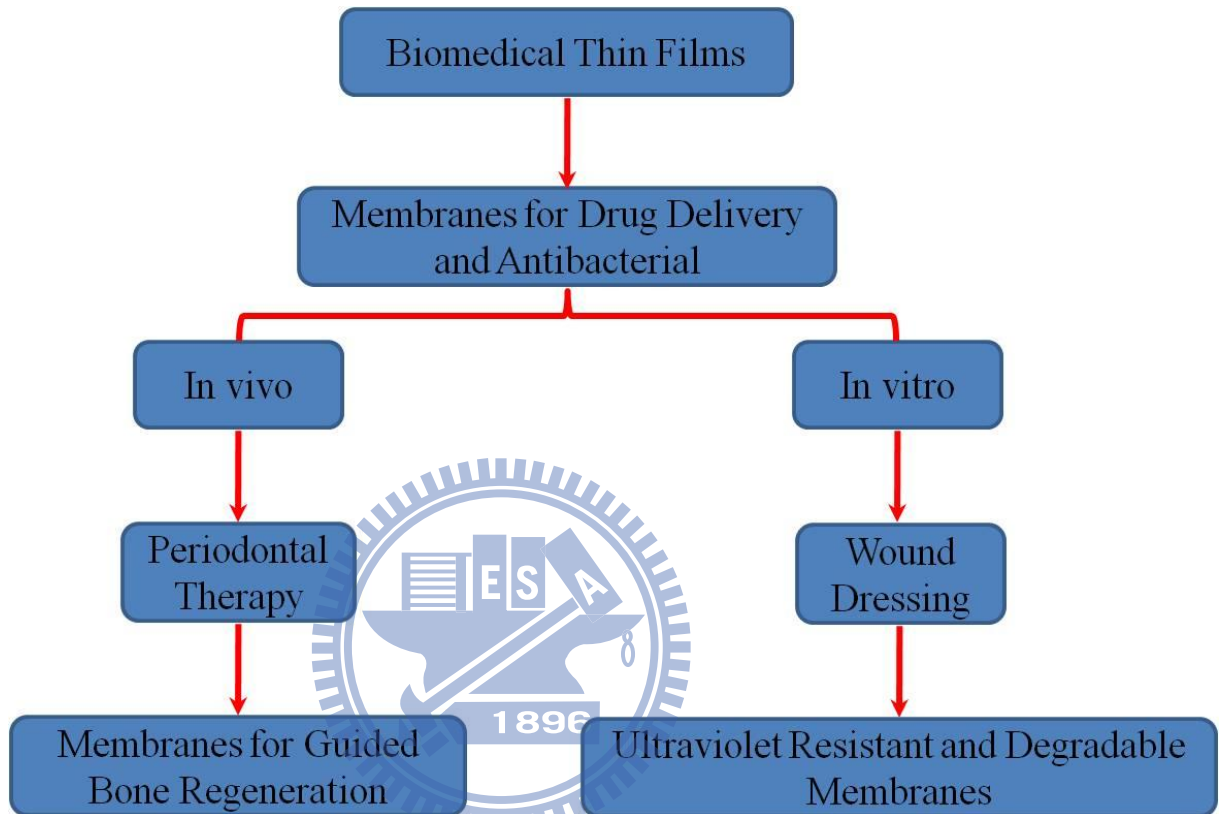 Biomedical Thin Films
Membranes for Drug Delivery
and Antibacterial
In vivo
In vitro
Periodontal
Therapy
Wound
Dressing
E S A
1896
Membranes for Guided
Bone Regeneration
Ultraviolet Resistant and Degradable
Membranes